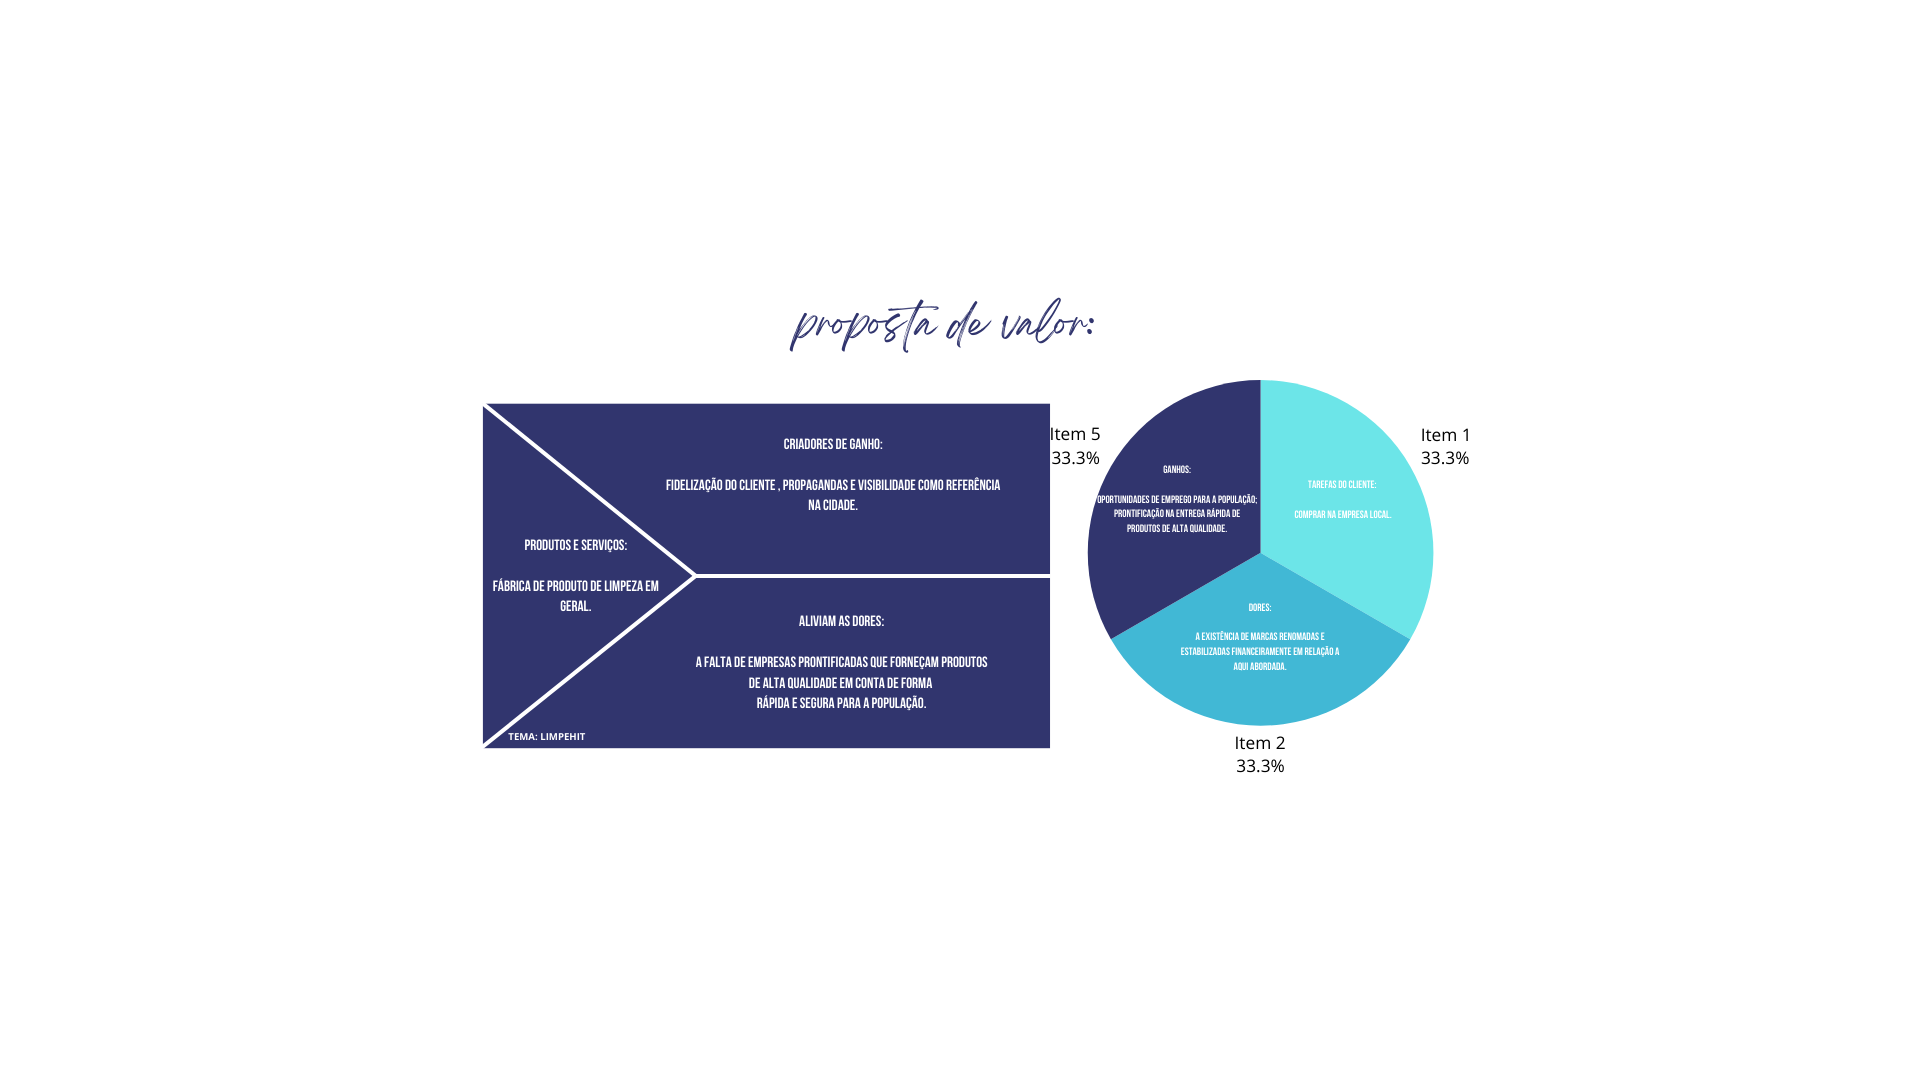 proposta de valor:
CRIADORES DE GANHO:
FIDELIZAÇÃO DO CLIENTE , PROPAGANDAS E VISIBILIDADE COMO REFERÊNCIA
NA CIDADE.
PRODUTOS E SERVIÇOS:
FÁBRICA DE PRODUTO DE LIMPEZA EM
GERAL.
ALIVIAM AS DORES:
A FALTA DE EMPRESAS PRONTIFICADAS QUE FORNEÇAM PRODUTOS
DE ALTA QUALIDADE EM CONTA DE FORMA
RÁPIDA E SEGURA PARA A POPULAÇÃO.
TEMA: LIMPEHIT
Item 5
33.3%
GANHOS:
OPORTUNIDADES DE EMPREGO PARA A POPULAÇÃO;
PRONTIFICAÇÃO NA ENTREGA RÁPIDA DE
PRODUTOS DE ALTA QUALIDADE.
Item 1
33.3%
TAREFAS DO CLIENTE:
COMPRAR NA EMPRESA LOCAL.
DORES:
A EXISTÊNCIA DE MARCAS RENOMADAS E
ESTABILIZADAS FINANCEIRAMENTE EM RELAÇÃO A
AQUI ABORDADA.
Item 2
33.3%